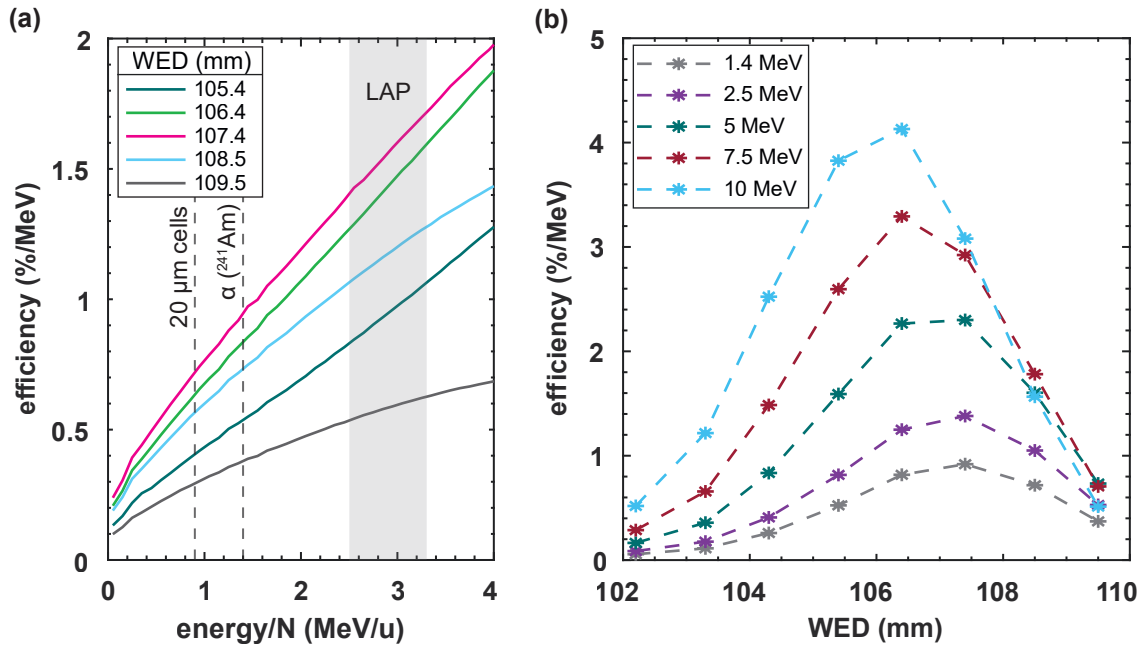 (a)
2
1.5
1
0.5
0
efficiency (%/MeV)
WED (mm)
105.4
106.4
107.4
108.5
109.5
LAP
20 µm cells
α (²⁴¹Am)
0 1 2 3 4
energy/N (MeV/u)
(b)
5
4
3
2
1
0
efficiency (%/MeV)
1.4 MeV
2.5 MeV
5 MeV
7.5 MeV
10 MeV
102 104 106 108 110
WED (mm)